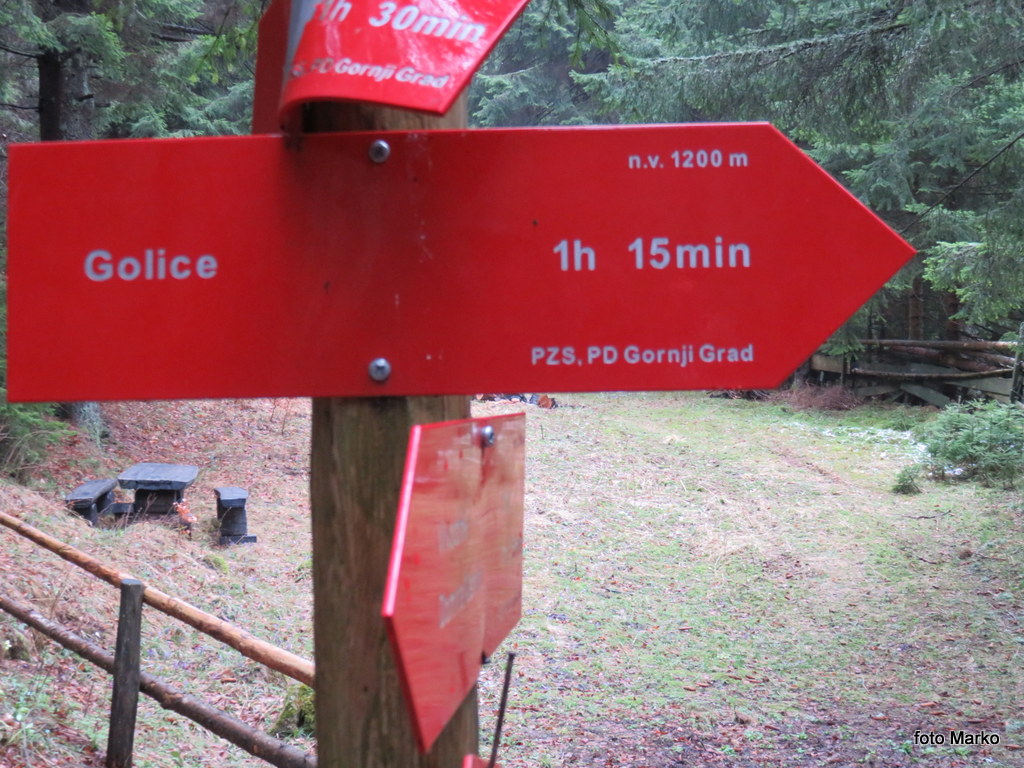 1h 30min
PD Gornji Grad
n.v. 1200 m
Golice
1h 15min
PZS, PD Gornji Grad
foto Marko